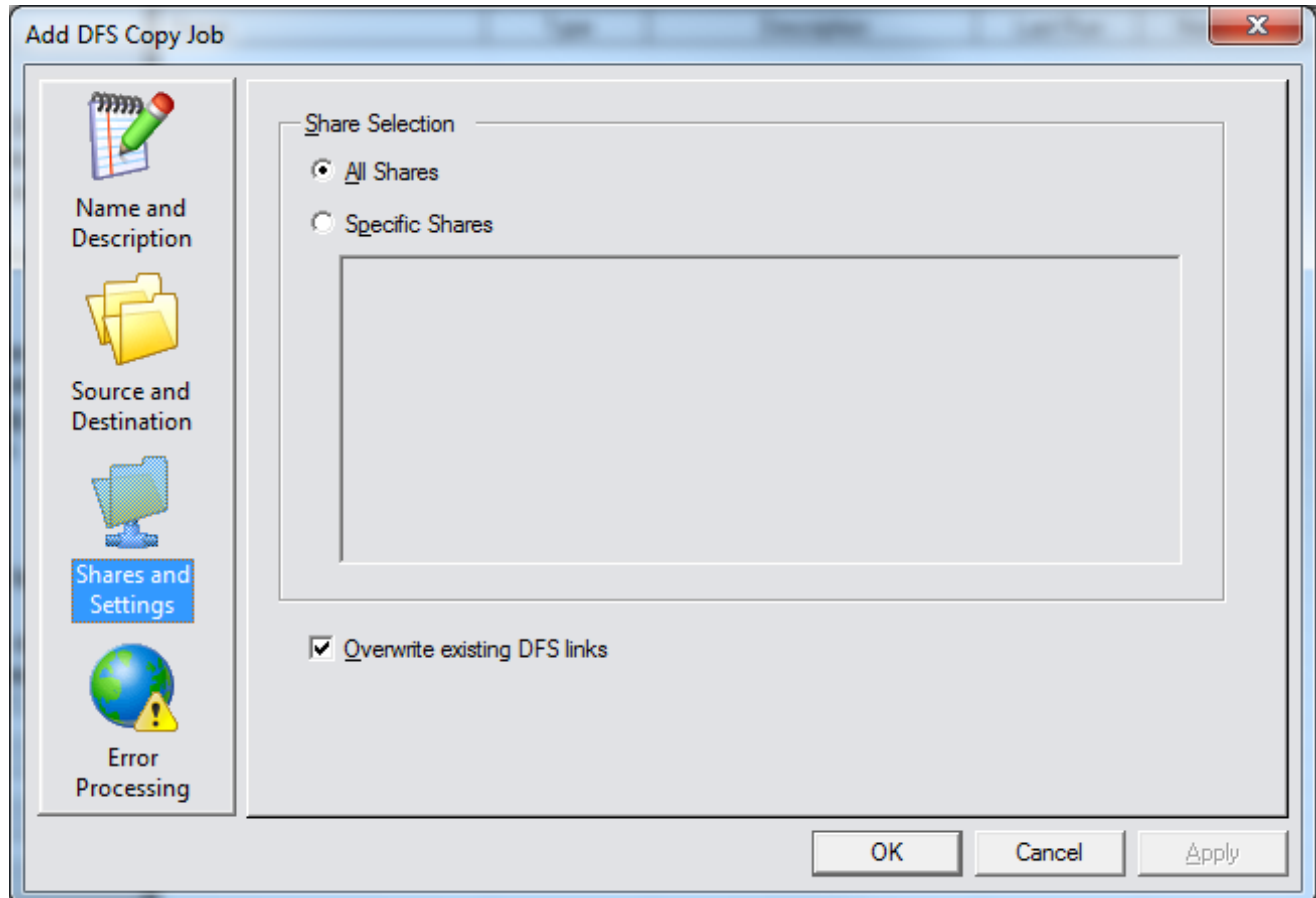 Add DFS Copy Job
Name and
Description
Source and
Destination
Shares and
Settings
Error
Processing
Share Selection
All Shares
Specific Shares
Overwrite existing DFS links
OK
Cancel
Apply